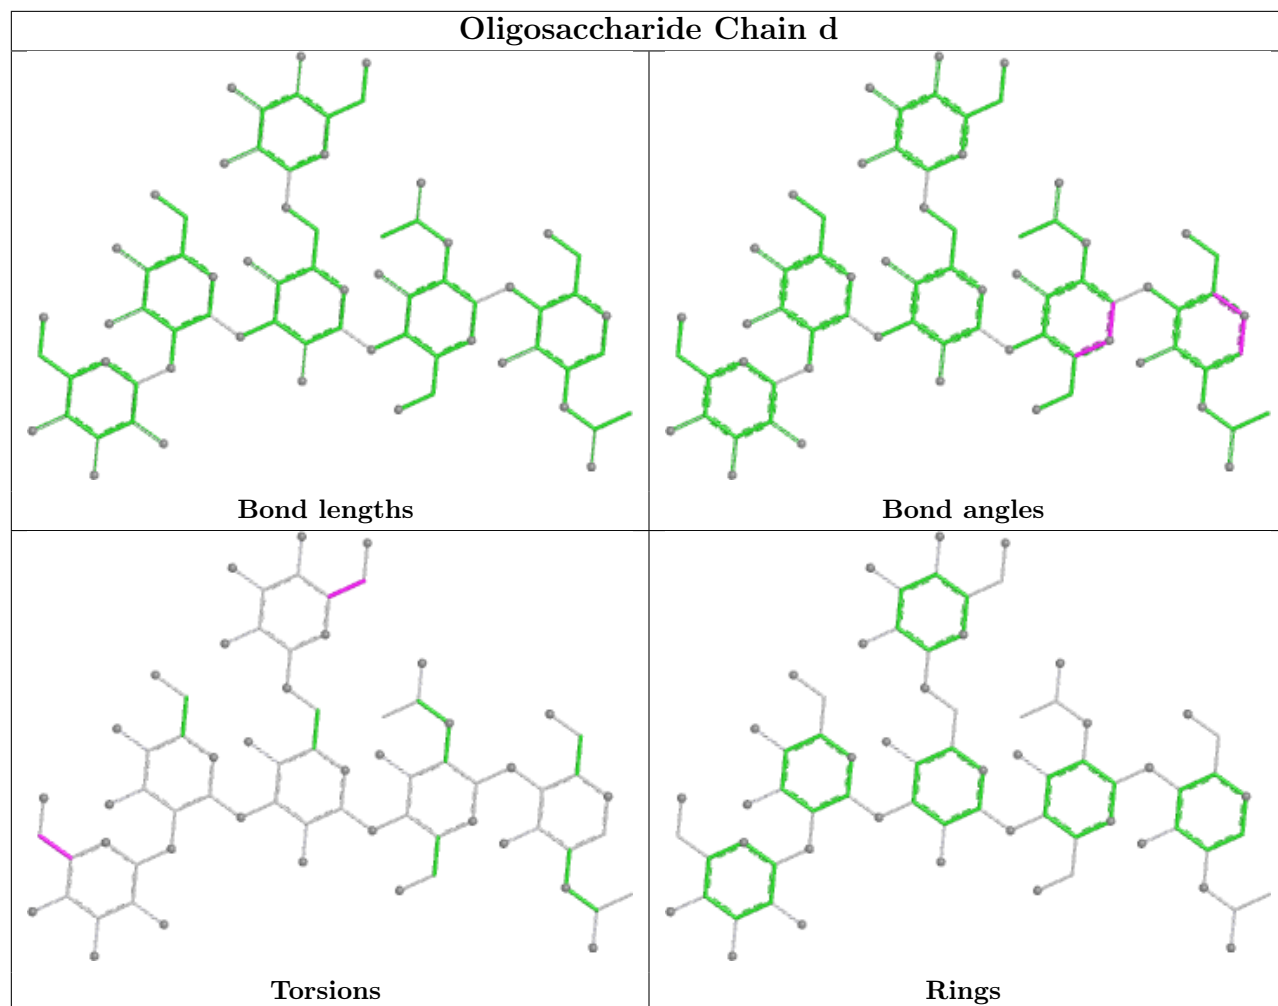 Oligosaccharide Chain d
Bond lengths
Bond angles
Torsions
Rings